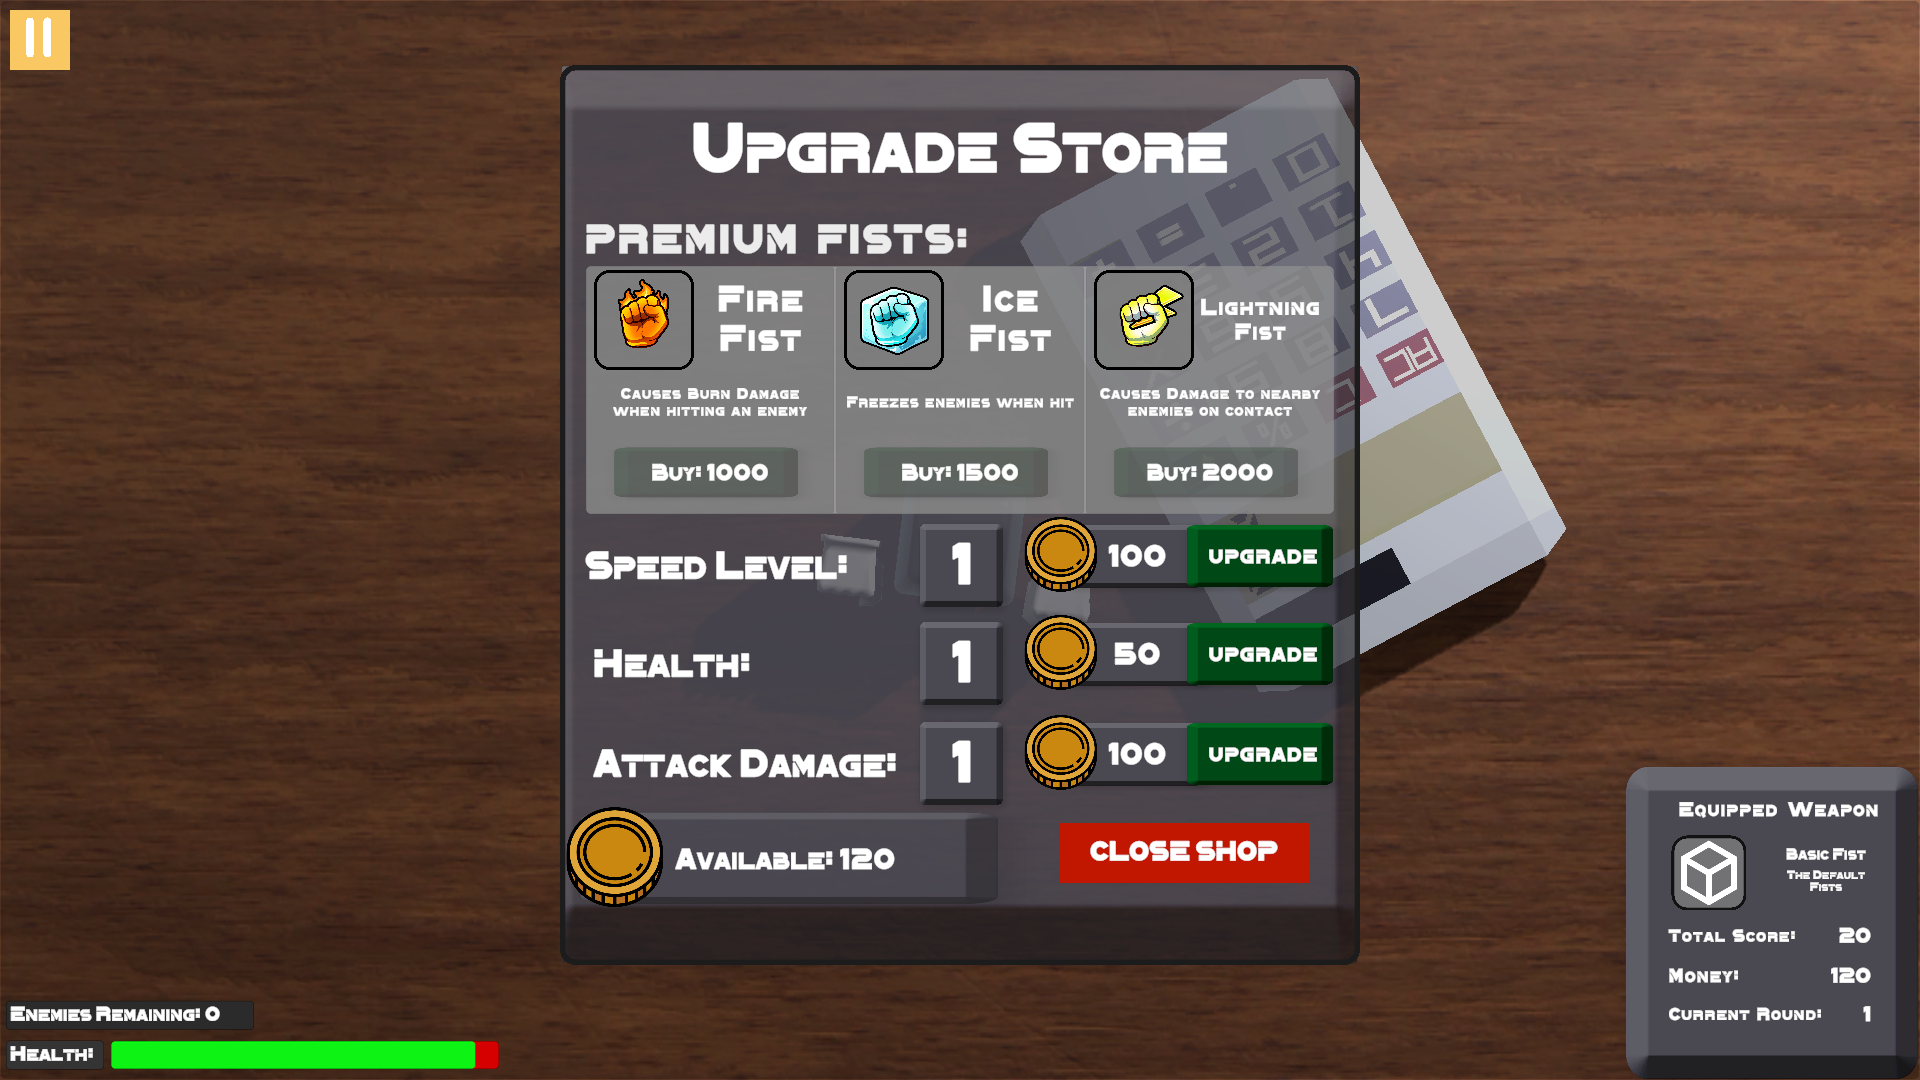 Upgrade Store
PREMIUM FISTS:
Fire
Fist
Causes Burn Damage
when hitting an enemy
Buy: 1000
Ice
Fist
Freezes enemies when hit
Buy: 1500
Lightning
Fist
Causes Damage to nearby
enemies on contact
Buy: 2000
Speed Level:
1
100
UPGRADE
Health:
1
50
UPGRADE
Attack Damage:
1
100
UPGRADE
Available: 120
CLOSE SHOP
Equipped Weapon
Basic Fist
The Default
Fists
Total Score: 20
Money: 120
Current Round: 1
Enemies Remaining: 0
Health:
AC